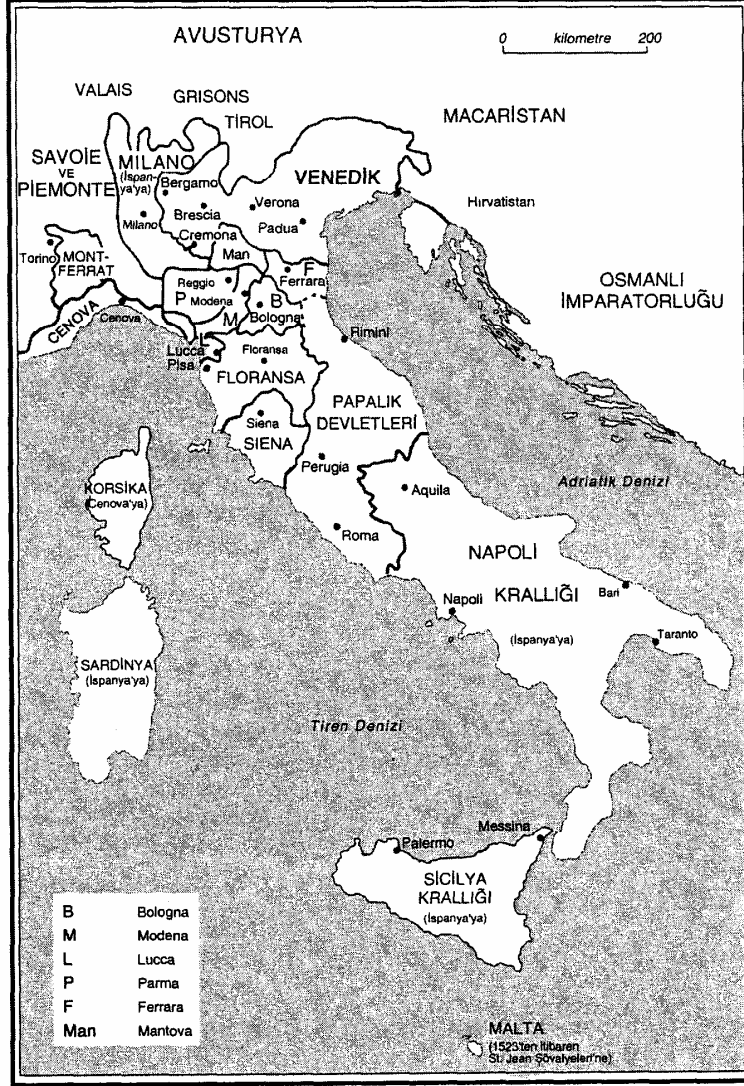 AVUSTURYA
0 kilometre 200
VALAIS
GRISONS
TİROL
MACARİSTAN
SAVOIE
VE
PİEMONTE
MİLANO
(İspan-
ya'ya)
Bergamo
VENEDİK
Verona
Brescia
Milano
Padua
Hırvatistan
Cremona
Man
Torino
MONT-
FERRAT
F
Ferrara
Reggio
P
Modena
B
Bologna
M
OSMANLI
İMPARATORLUĞU
CENOVA
Cenova
L
Lucca
Pisa
Floransa
FLORANSA
Rimini
PAPALIK
DEVLETLERİ
Siena
SIENA
Perugia
Adriatik Denizi
KORSİKA
(Cenova'ya)
Aquila
Roma
NAPOLİ
KRALLIĞI
(İspanya'ya)
Napoli
Bari
Taranto
SARDİNYA
(İspanya'ya)
Tiren Denizi
Messina
Palermo
SİCİLYA
KRALLIĞI
(İspanya'ya)
B Bologna
M Modena
L Lucca
P Parma
F Ferrara
Man Mantova
MALTA
(1523'ten itibaren
St. Jean Şövalyeleri'ne)